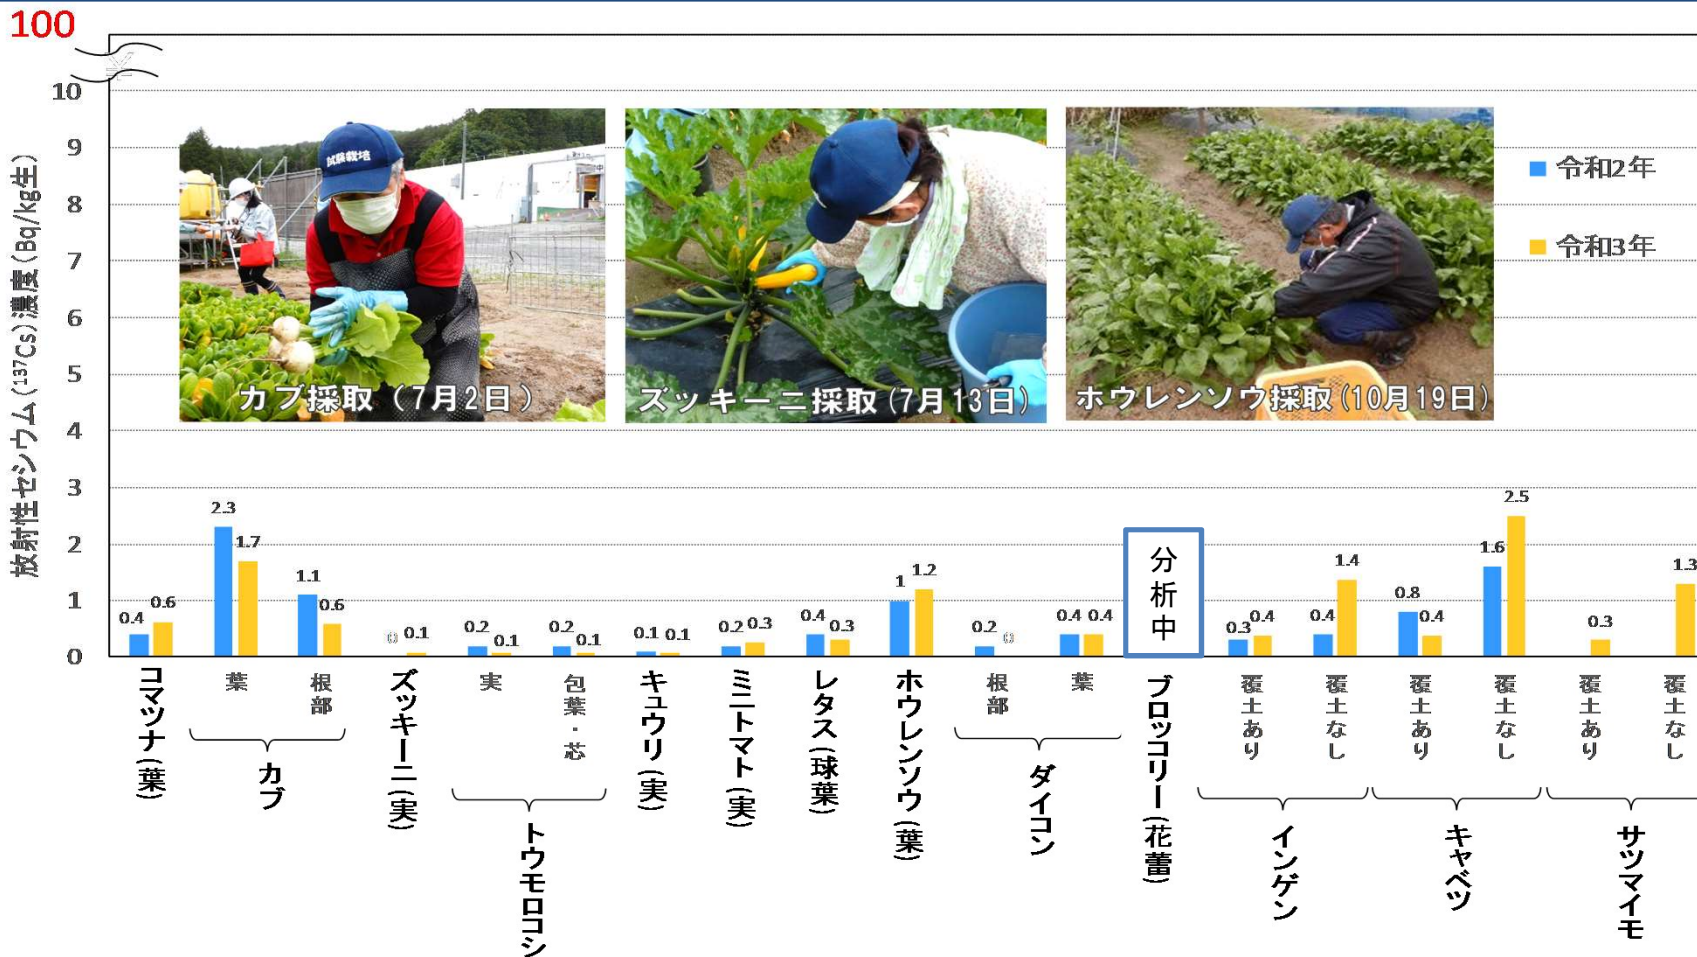 100
10
9
8
7
6
5
4
3
2
1
0
放射性セシウム(¹³⁷Cs)濃度(Bq/kg生)
試験栽培
カブ採取（7月2日）
ズッキーニ採取(7月13日)
ホウレンソウ採取(10月19日)
令和2年
令和3年
0.4
0.6
2.3
1.7
1.1
0.6
0
0.1
0.2
0.1
0.2
0.1
0.1
0.1
0.2
0.3
0.4
0.3
1
1.2
0.2
0
0.4
0.4
分析中
0.3
0.4
0.4
1.4
0.8
0.4
1.6
2.5
0.3
1.3
コマツナ(葉)
葉
根部
カブ
ズッキーニ(実)
実
包葉・芯
トウモロコシ
キュウリ(実)
ミニトマト(実)
レタス(球葉)
ホウレンソウ(葉)
根部
葉
ダイコン
ブロッコリー(花蕾)
覆土あり
覆土なし
インゲン
覆土あり
覆土なし
キャベツ
覆土あり
覆土なし
サツマイモ